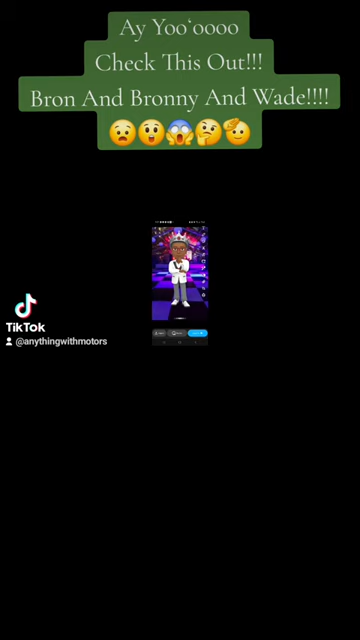 Ay Yoo‘oooo
Check This Out!!!
Bron And Bronny And Wade!!!!
😧😲😱🤔🫡
TikTok
@anythingwithmotors